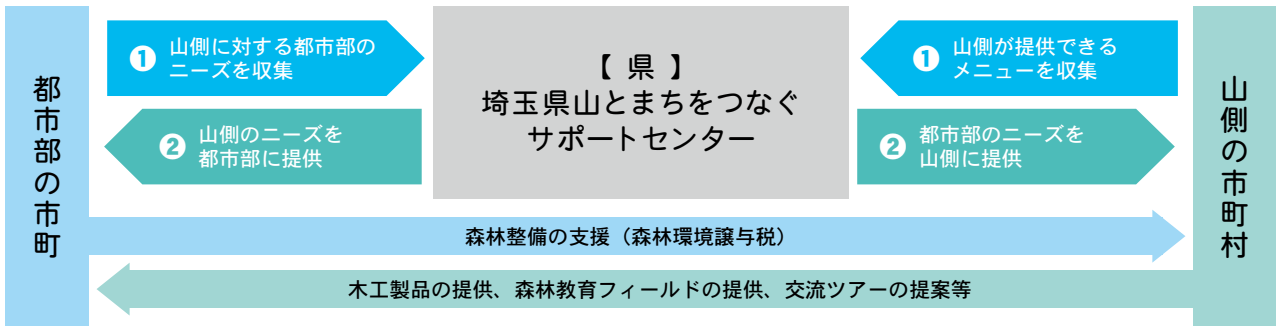 都市部の市町
❶ 山側に対する都市部の
ニーズを収集
❷ 山側のニーズを
都市部に提供
【 県 】
埼玉県山とまちをつなぐ
サポートセンター
❶ 山側が提供できる
メニューを収集
❷ 都市部のニーズを
山側に提供
山側の市町村
森林整備の支援（森林環境譲与税）
木工製品の提供、森林教育フィールドの提供、交流ツアーの提案等